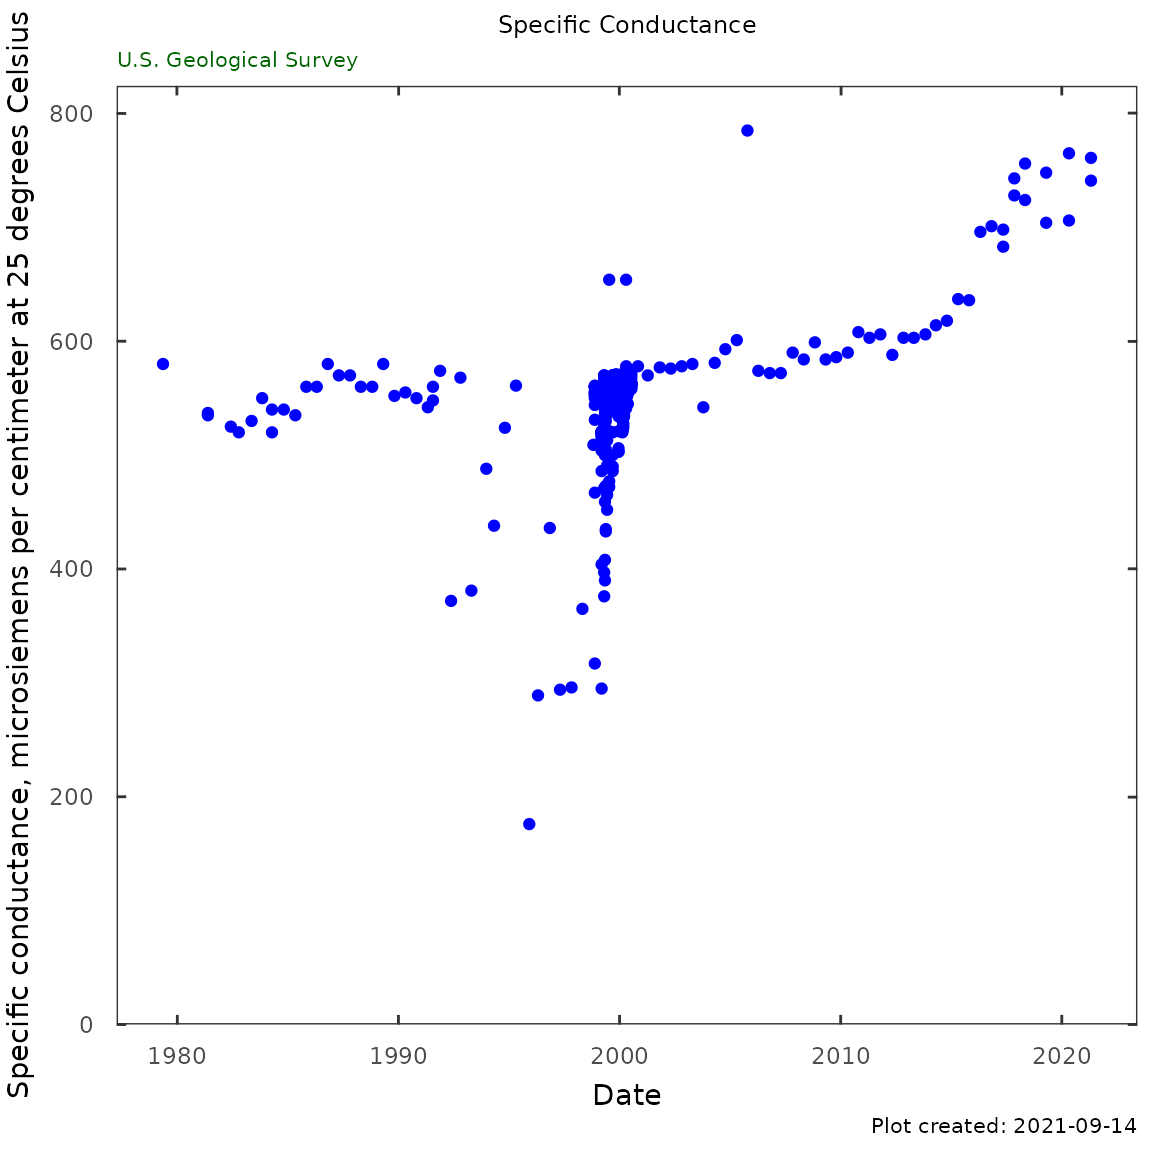 Specific Conductance
U.S. Geological Survey
Specific conductance, microsiemens per centimeter at 25 degrees Celsius
800
600
400
200
0
1980 1990 2000 2010 2020
Date
Plot created: 2021-09-14